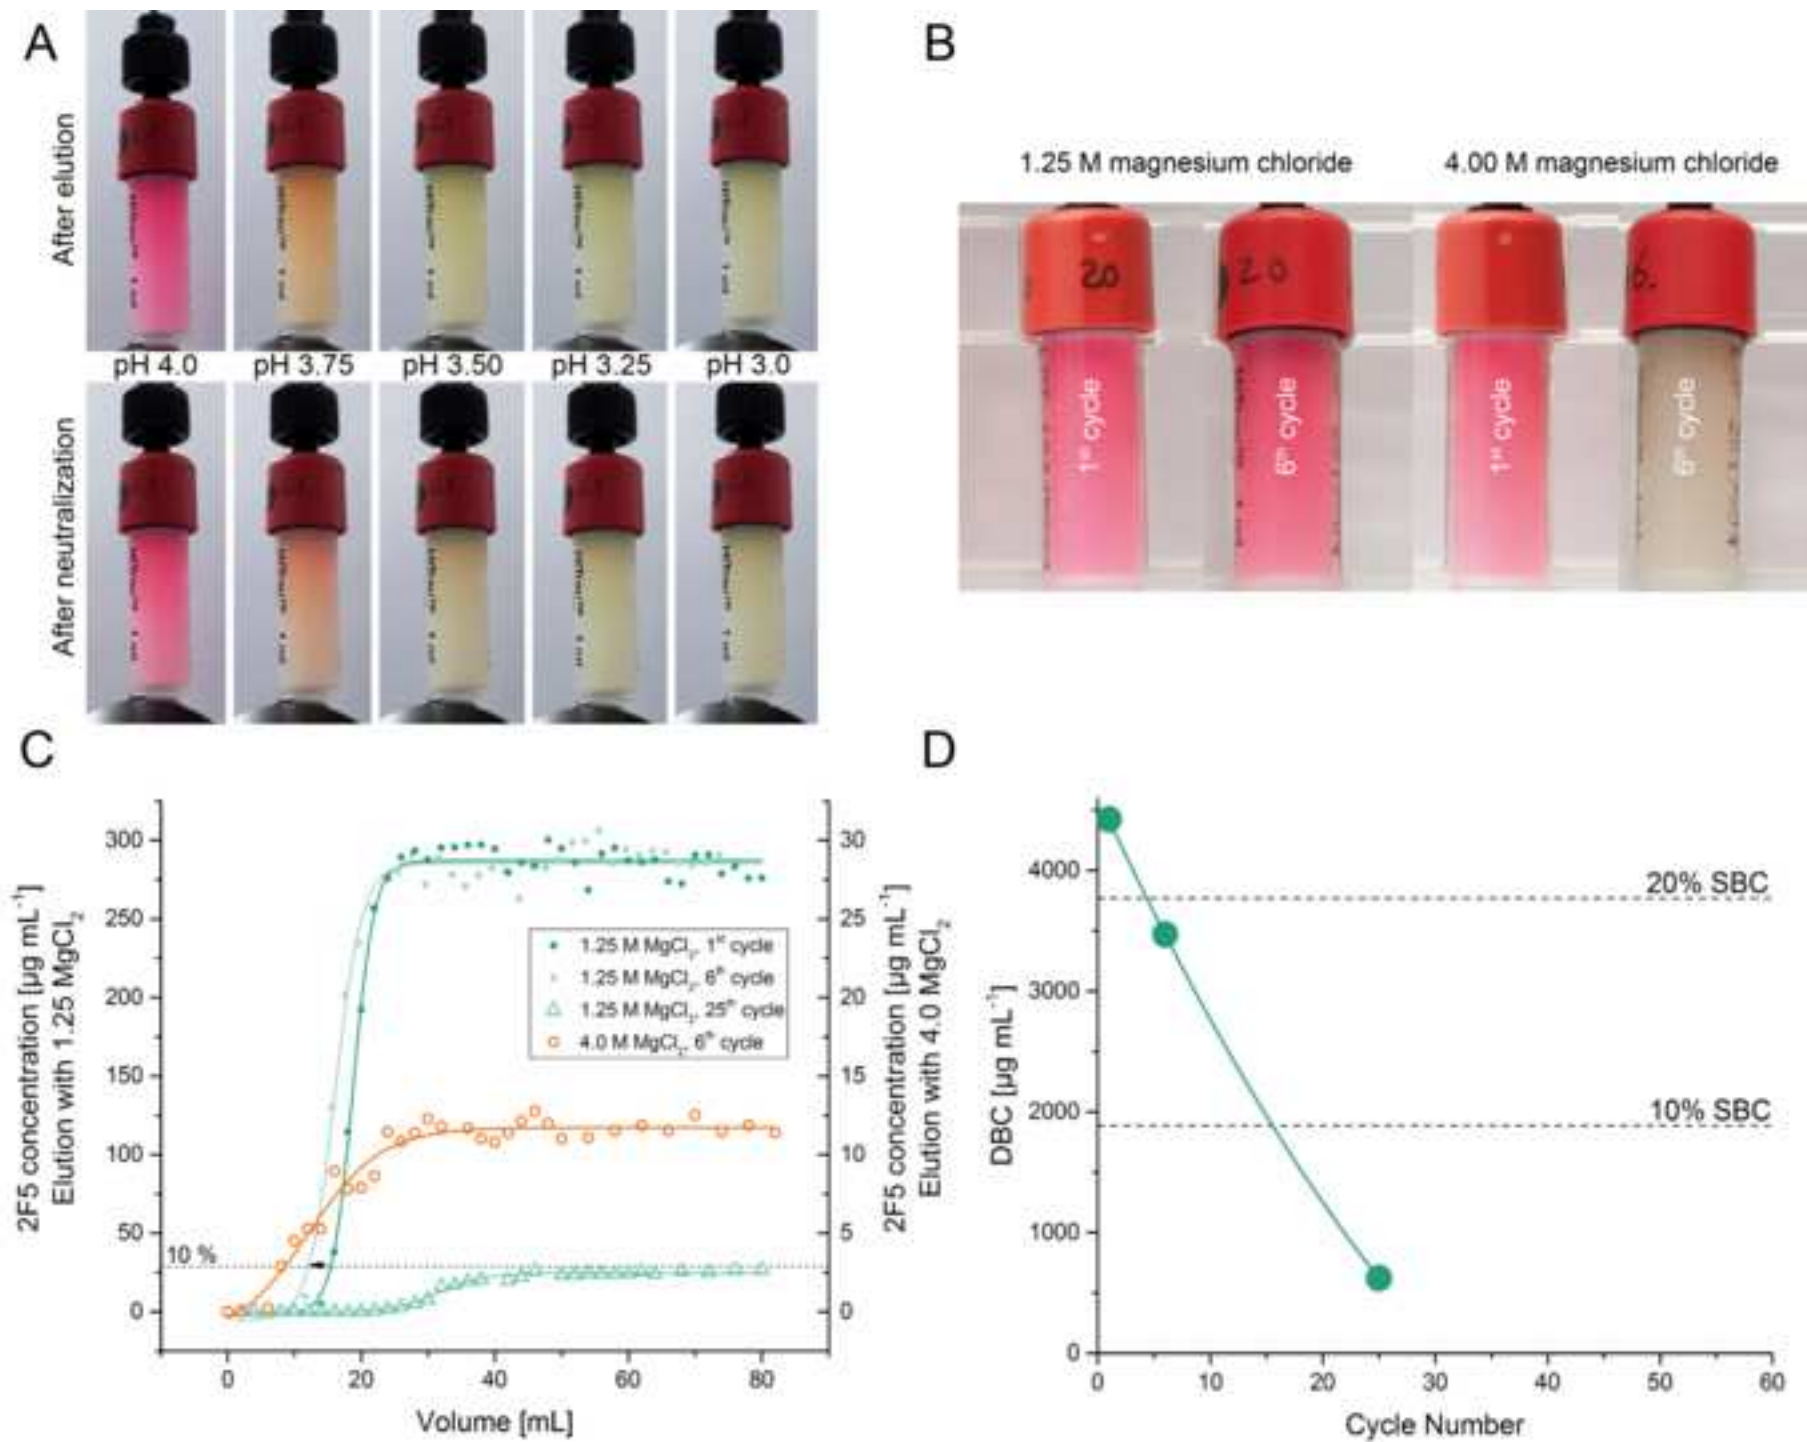 A
After elution
pH 4.0
pH 3.75
pH 3.50
pH 3.25
pH 3.0
After neutralization
B
1.25 M magnesium chloride
4.00 M magnesium chloride
20
20
6.
1st cycle
6th cycle
1st cycle
6th cycle
C
2F5 concentration [µg mL-1]
Elution with 1.25 MgCl2
300
250
200
150
100
50
0
10 %
1.25 M MgCl2, 1st cycle
1.25 M MgCl2, 6th cycle
1.25 M MgCl2, 25th cycle
4.0 M MgCl2, 6th cycle
30
25
20
15
10
5
0
2F5 concentration [µg mL-1]
Elution with 4.0 MgCl2
0
20
40
60
80
Volume [mL]
D
DBC [µg mL-1]
4000
3000
2000
1000
0
20% SBC
10% SBC
0
10
20
30
40
50
60
Cycle Number